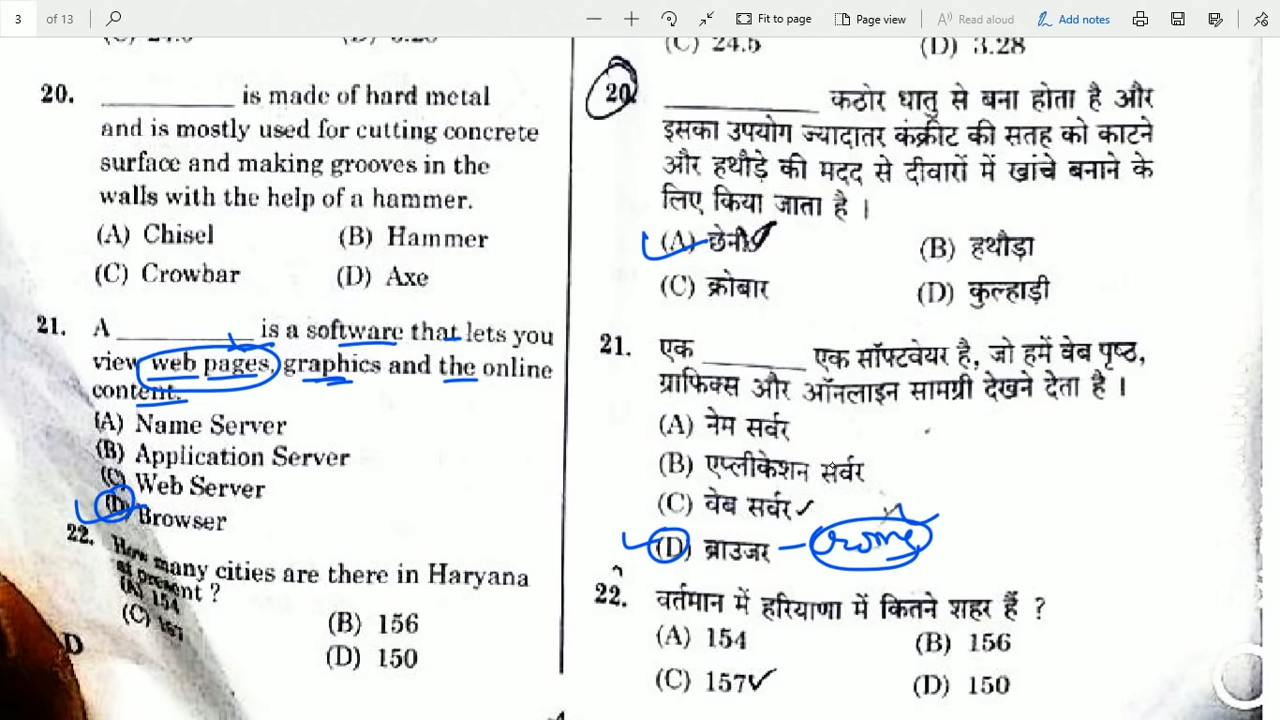 3 of 13
Fit to page
Page view
Read aloud
Add notes
(D) 3.28
20. __________ is made of hard metal
and is mostly used for cutting concrete
surface and making grooves in the
walls with the help of a hammer.
(A) Chisel (B) Hammer
(C) Crowbar (D) Axe
21. A __________ is a software that lets you
view web pages, graphics and the online
content.
(A) Name Server
(B) Application Server
(C) Web Server
(D) Browser
22. How many cities are there in Haryana
at present ?
(A) 154 (B) 156
(C) 157 (D) 150
D
(C) 24.5 (D) 3.28
20. __________ कठोर धातु से बना होता है और
इसका उपयोग ज्यादातर कंक्रीट की सतह को काटने
और हथौड़े की मदद से दीवारों में खांचे बनाने के
लिए किया जाता है ।
(A) छेनी (B) हथौड़ा
(C) क्रोबार (D) कुल्हाड़ी
21. एक __________ एक सॉफ्टवेयर है, जो हमें वेब पृष्ठ,
ग्राफिक्स और ऑनलाइन सामग्री देखने देता है ।
(A) नेम सर्वर
(B) एप्लीकेशन सर्वर
(C) वेब सर्वर
(D) ब्राउजर
22. वर्तमान में हरियाणा में कितने शहर हैं ?
(A) 154 (B) 156
(C) 157 (D) 150